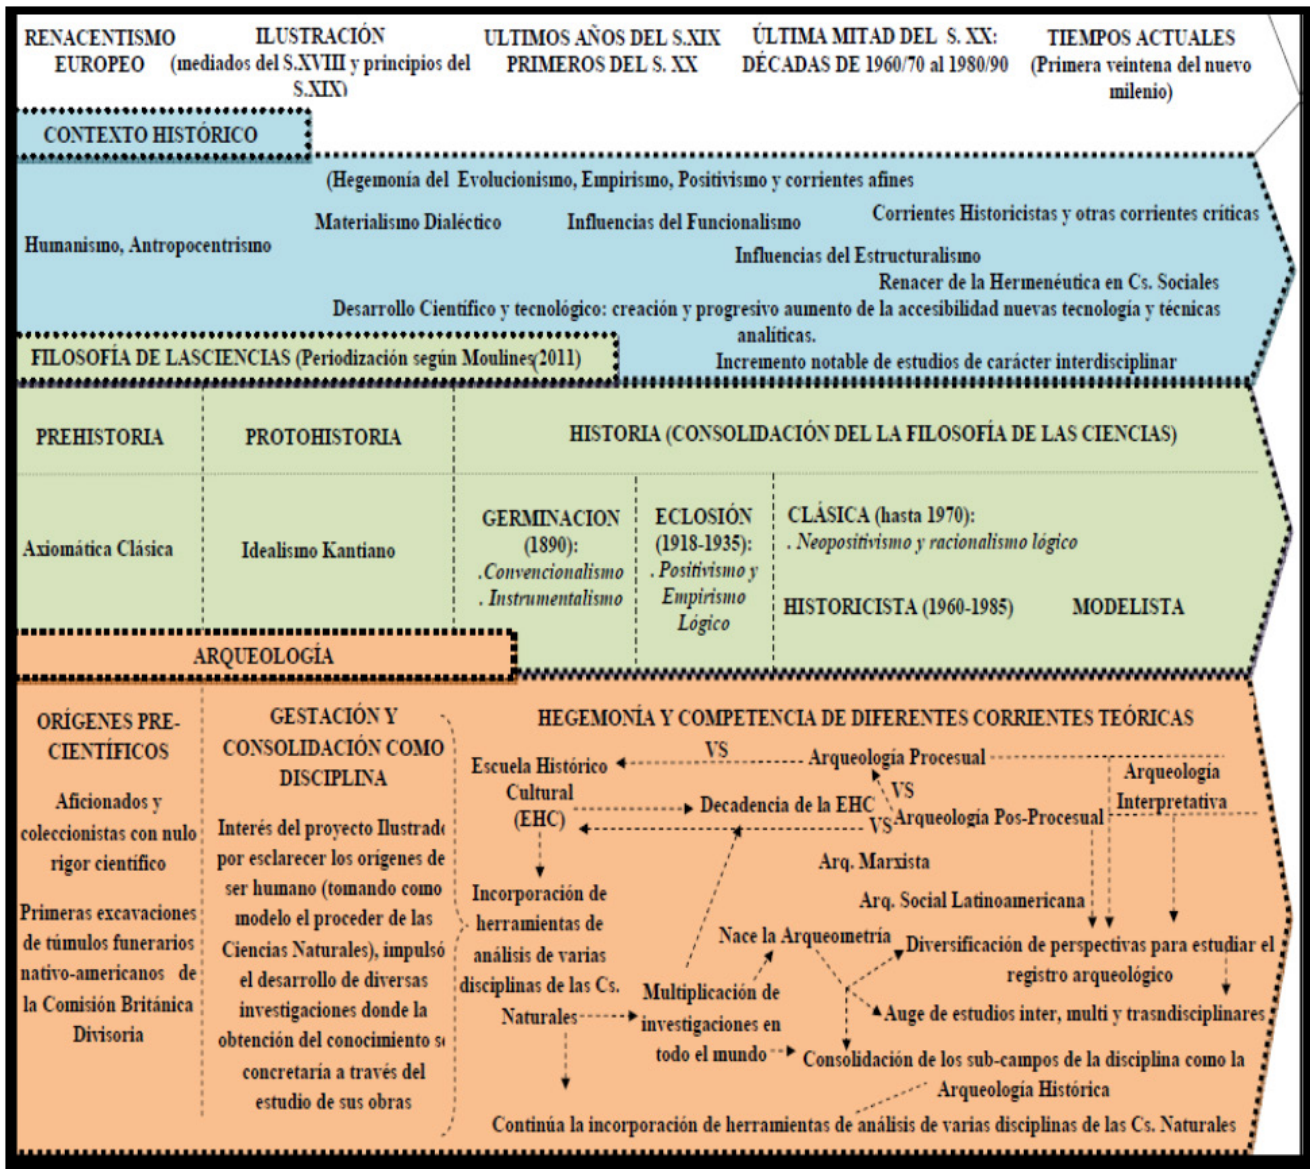 RENACENTISMO
EUROPEO
ILUSTRACIÓN
(mediados del S.XVIII y principios del
S.XIX)
ULTIMOS AÑOS DEL S.XIX
PRIMEROS DEL S. XX
ÚLTIMA MITAD DEL S. XX:
DÉCADAS DE 1960/70 al 1980/90
TIEMPOS ACTUALES
(Primera veintena del nuevo
milenio)
CONTEXTO HISTÓRICO
(Hegemonía del Evolucionismo, Empirismo, Positivismo y corrientes afines
Materialismo Dialéctico
Influencias del Funcionalismo
Corrientes Historicistas y otras corrientes críticas
Humanismo, Antropocentrismo
Influencias del Estructuralismo
Renacer de la Hermenéutica en Cs. Sociales
Desarrollo Científico y tecnológico: creación y progresivo aumento de la accesibilidad nuevas tecnología y técnicas
analíticas.
Incremento notable de estudios de carácter interdisciplinar
FILOSOFÍA DE LASCIENCIAS (Periodización según Moulines(2011)
PREHISTORIA
PROTOHISTORIA
HISTORIA (CONSOLIDACIÓN DEL LA FILOSOFÍA DE LAS CIENCIAS)
Axiomática Clásica
Idealismo Kantiano
GERMINACION
(1890):
.Convencionalismo
. Instrumentalismo
ECLOSIÓN
(1918-1935):
. Positivismo y
Empirismo
Lógico
CLÁSICA (hasta 1970):
. Neopositivismo y racionalismo lógico
HISTORICISTA (1960-1985)
MODELISTA
ARQUEOLOGÍA
ORÍGENES PRE-
CIENTÍFICOS
Aficionados y
coleccionistas con nulo
rigor científico
Primeras excavaciones
de túmulos funerarios
nativo-americanos de
la Comisión Británica
Divisoria
GESTACIÓN Y
CONSOLIDACIÓN COMO
DISCIPLINA
Interés del proyecto Ilustrado
por esclarecer los orígenes de
ser humano (tomando como
modelo el proceder de las
Ciencias Naturales), impulsó
el desarrollo de diversas
investigaciones donde la
obtención del conocimiento se
concretaría a través del
estudio de sus obras
HEGEMONÍA Y COMPETENCIA DE DIFERENTES CORRIENTES TEÓRICAS
Escuela Histórico
Cultural
(EHC)
VS
Arqueología Procesual
Arqueología
Interpretativa
VS
Decadencia de la EHC
VS
Arqueología Pos-Procesual
Arq. Marxista
Arq. Social Latinoamericana
Incorporación de
herramientas de
análisis de varias
disciplinas de las Cs.
Naturales
Nace la Arqueometría
Diversificación de perspectivas para estudiar el
registro arqueológico
Multiplicación de
investigaciones en
todo el mundo
Auge de estudios inter, multi y trasndisciplinares
Consolidación de los sub-campos de la disciplina como la
Arqueología Histórica
Continúa la incorporación de herramientas de análisis de varias disciplinas de las Cs. Naturales